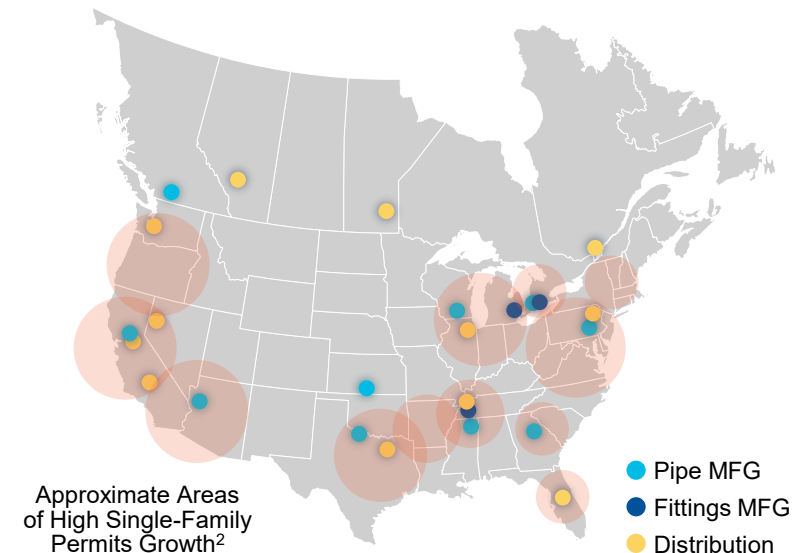 Approximate Areas
of High Single-Family
Permits Growth2
Pipe MFG
Fittings MFG
Distribution